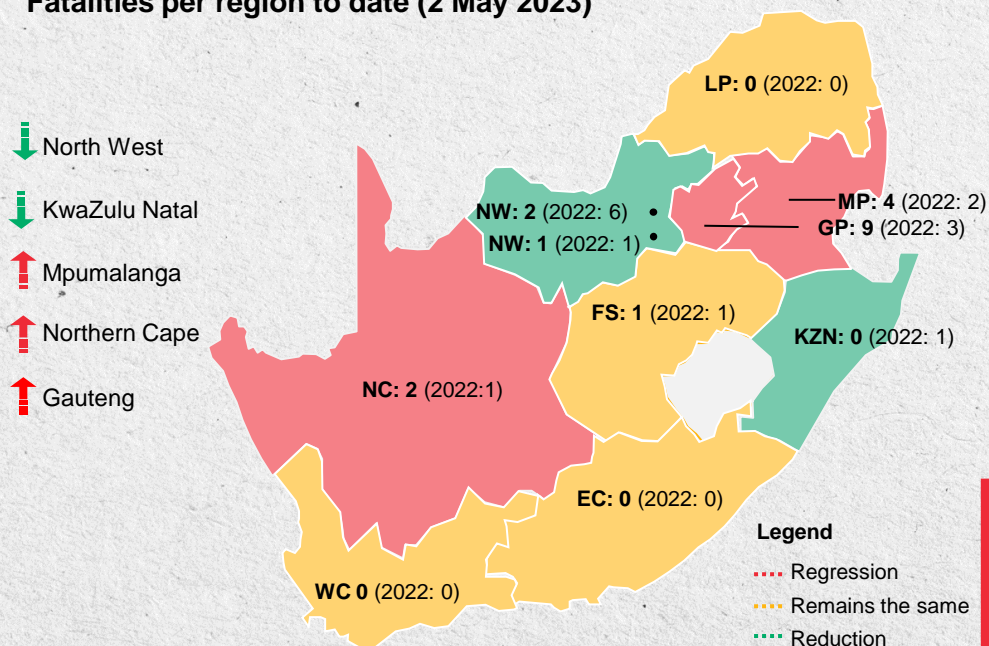 Fatalities per region to date (2 May 2023)
LP: 0 (2022: 0)
North West
KwaZulu Natal
Mpumalanga
Northern Cape
Gauteng
NW: 2 (2022: 6)
NW: 1 (2022: 1)
MP: 4 (2022: 2)
GP: 9 (2022: 3)
FS: 1 (2022: 1)
KZN: 0 (2022: 1)
NC: 2 (2022:1)
EC: 0 (2022: 0)
WC 0 (2022: 0)
Legend
Regression
Remains the same
Reduction